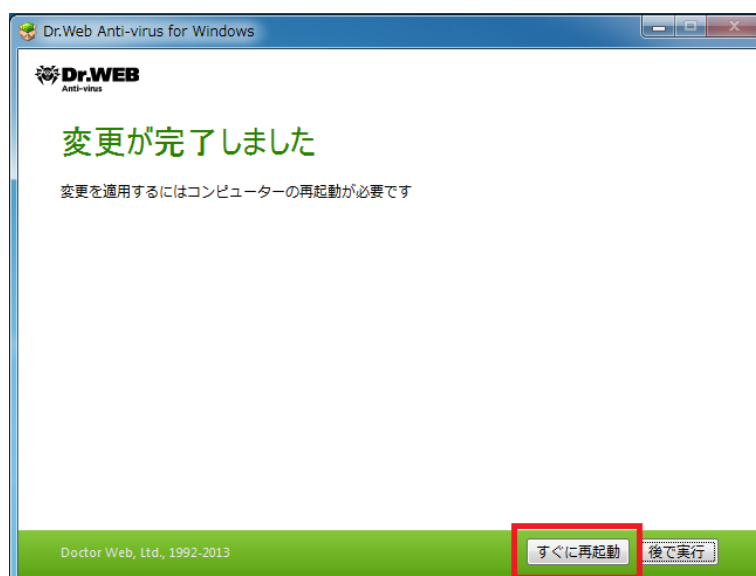 Dr.Web Anti-virus for Windows
Dr.WEB
Anti-virus
変更が完了しました
変更を適用するにはコンピューターの再起動が必要です
Doctor Web, Ltd., 1992-2013
すぐに再起動 後で実行